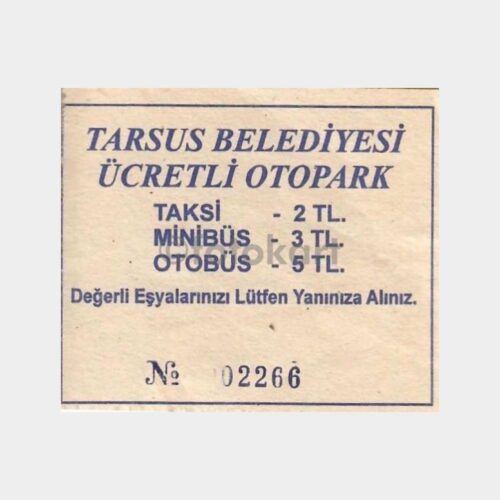 TARSUS BELEDİYESİ
ÜCRETLİ OTOPARK
TAKSİ - 2 TL.
MİNİBÜS - 3 TL.
OTOBÜS - 5 TL.
Değerli Eşyalarınızı Lütfen Yanınıza Alınız.
№ 02266